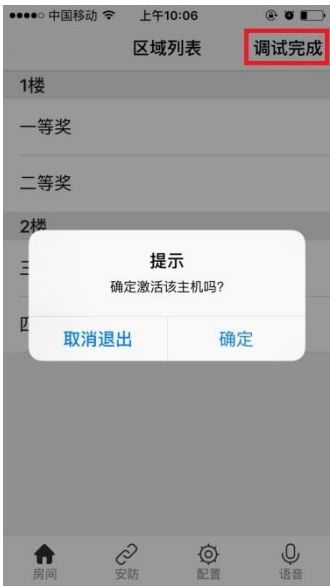 中国移动 上午10:06
区域列表 调试完成
1楼
一等奖
二等奖
2楼
三
提示
确定激活该主机吗?
四
取消退出 确定
房间 安防 配置 语音